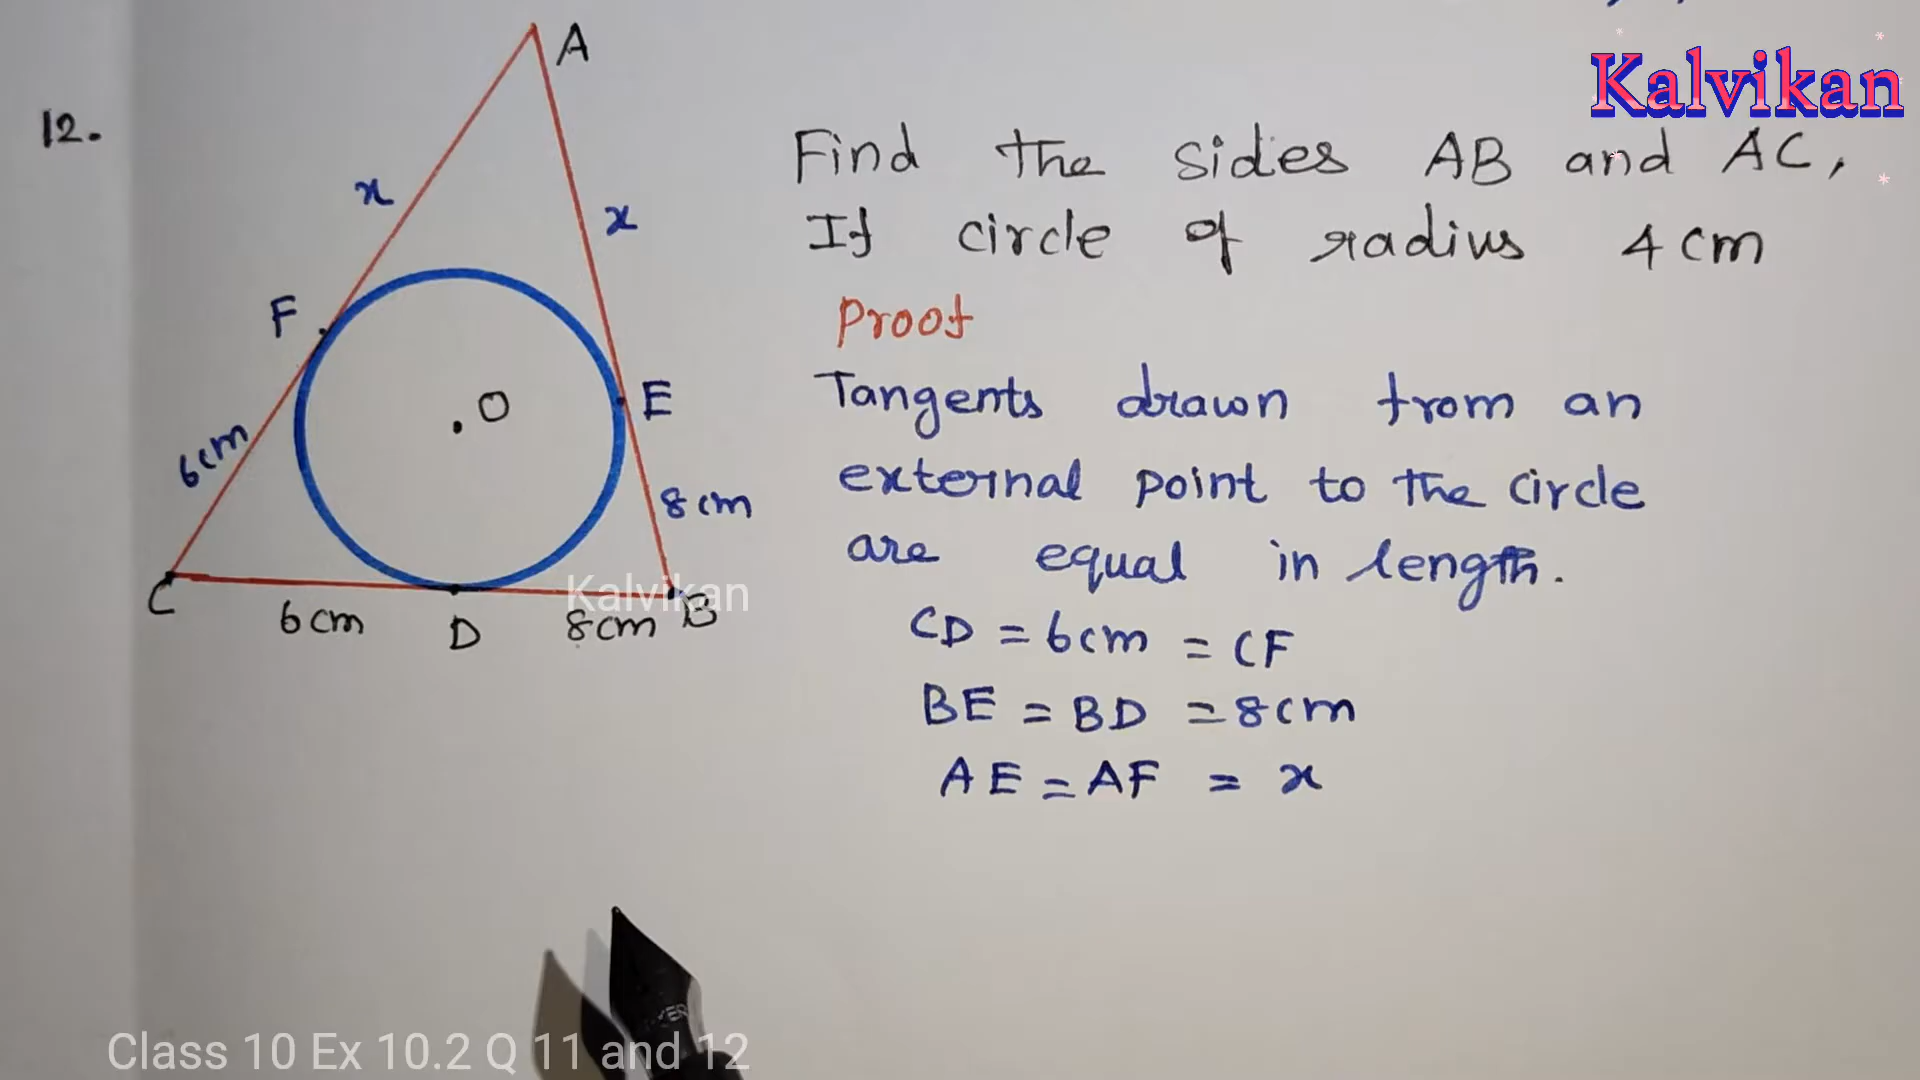 Kalvikan
12.
A
Find the sides AB and AC,
x
x
If circle of radius 4cm
F
Proof
E
O
Tangents drawn from an
6cm
8cm
external point to the circle
are equal in length.
C
6cm
D
8cm
B
Kalvikan
CD = 6cm = CF
BE = BD = 8cm
AE = AF = x
Class 10 Ex 10.2 Q 11 and 12